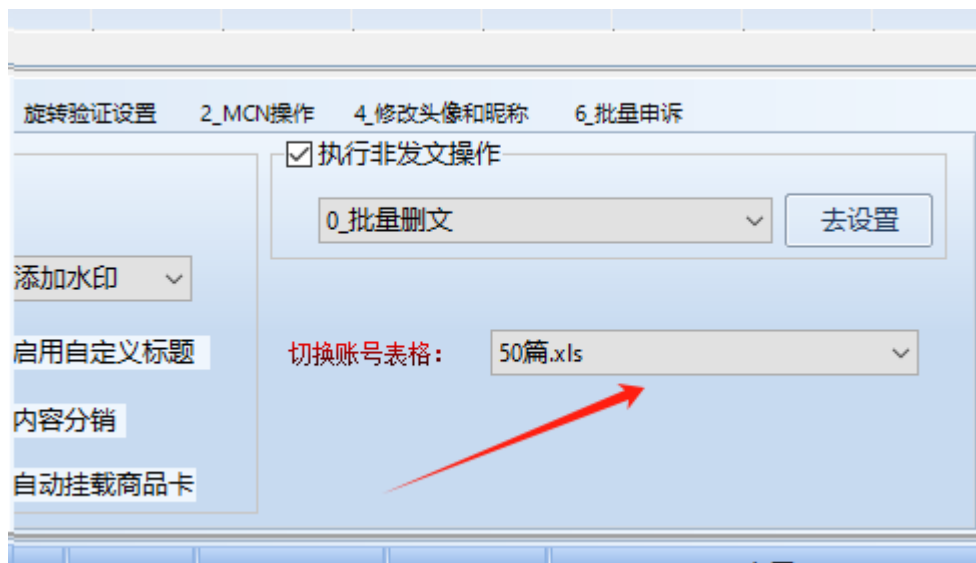 旋转验证设置 2_MCN操作 4_修改头像和昵称 6_批量申诉
执行非发文操作
0_批量删文 去设置
添加水印
启用自定义标题
切换账号表格： 50篇.xls
内容分销
自动挂载商品卡